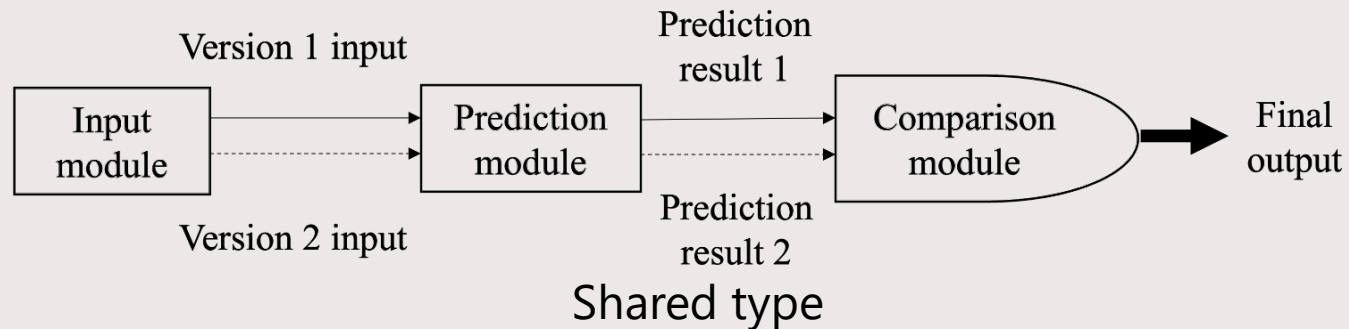 Version 1 input
Prediction
result 1
Input
module
Prediction
module
Comparison
module
Final
output
Version 2 input
Prediction
result 2
Shared type